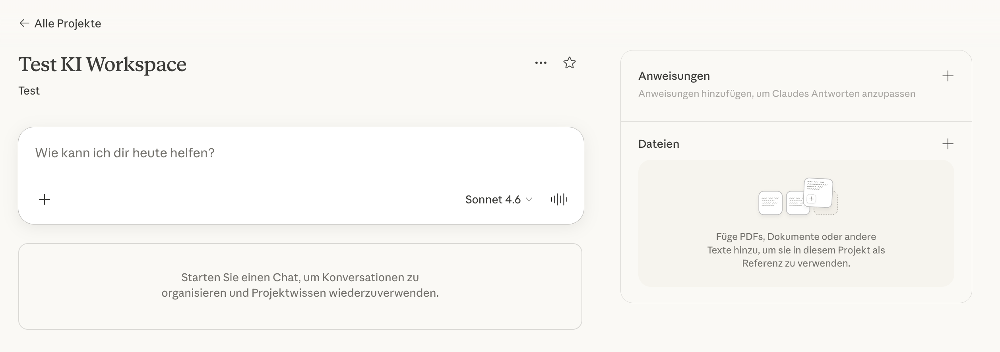 Alle Projekte
Test KI Workspace
Test
Wie kann ich dir heute helfen?
Sonnet 4.6
Starten Sie einen Chat, um Konversationen zu
organisieren und Projektwissen wiederzuverwenden.
Anweisungen
Anweisungen hinzufügen, um Claudes Antworten anzupassen
Dateien
Füge PDFs, Dokumente oder andere
Texte hinzu, um sie in diesem Projekt als
Referenz zu verwenden.